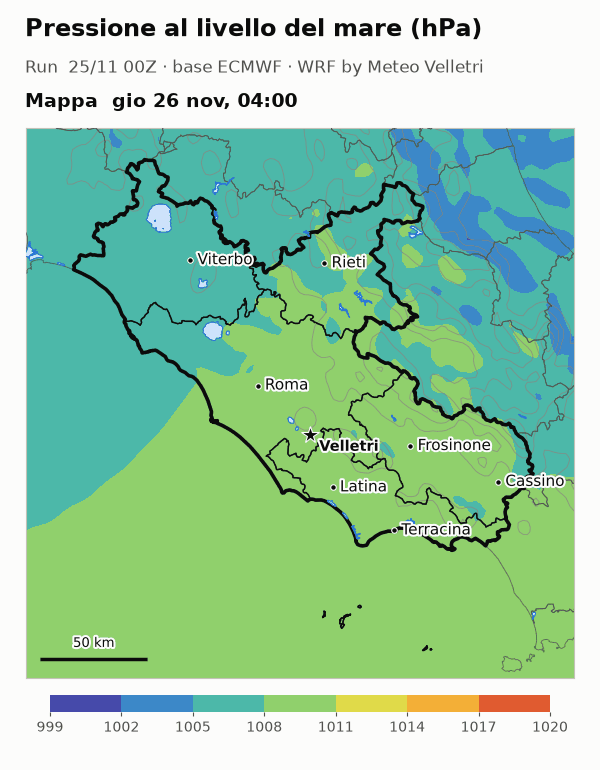 Pressione al livello del mare (hPa)
Run  25/11 00Z · base ECMWF · WRF by Meteo Velletri
Mappa  gio 26 nov, 04:00
Viterbo
Rieti
Roma
Velletri
Frosinone
Latina
Cassino
Terracina
50 km
999 1002 1005 1008 1011 1014 1017 1020